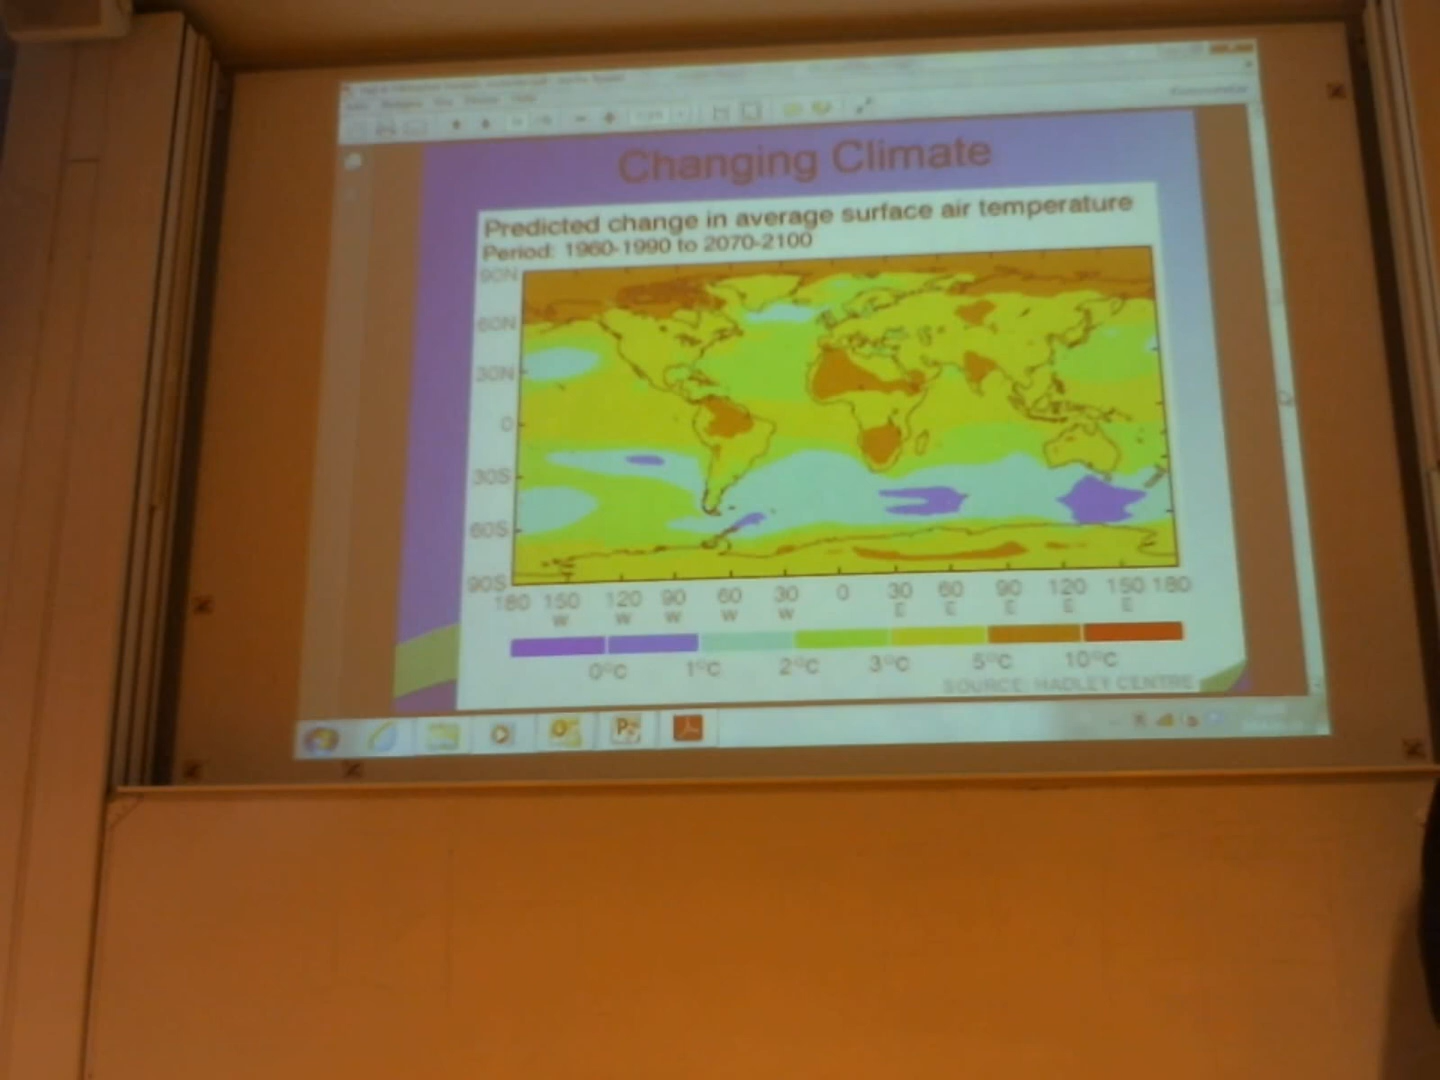 Changing Climate
Predicted change in average surface air temperature
Period: 1960-1990 to 2070-2100
90N
60N
30N
0
30S
60S
90S
180 150 120 90 60 30 0 30 60 90 120 150 180
W W W W W E E E E E
0°C 1°C 2°C 3°C 5°C 10°C
SOURCE: HADLEY CENTRE